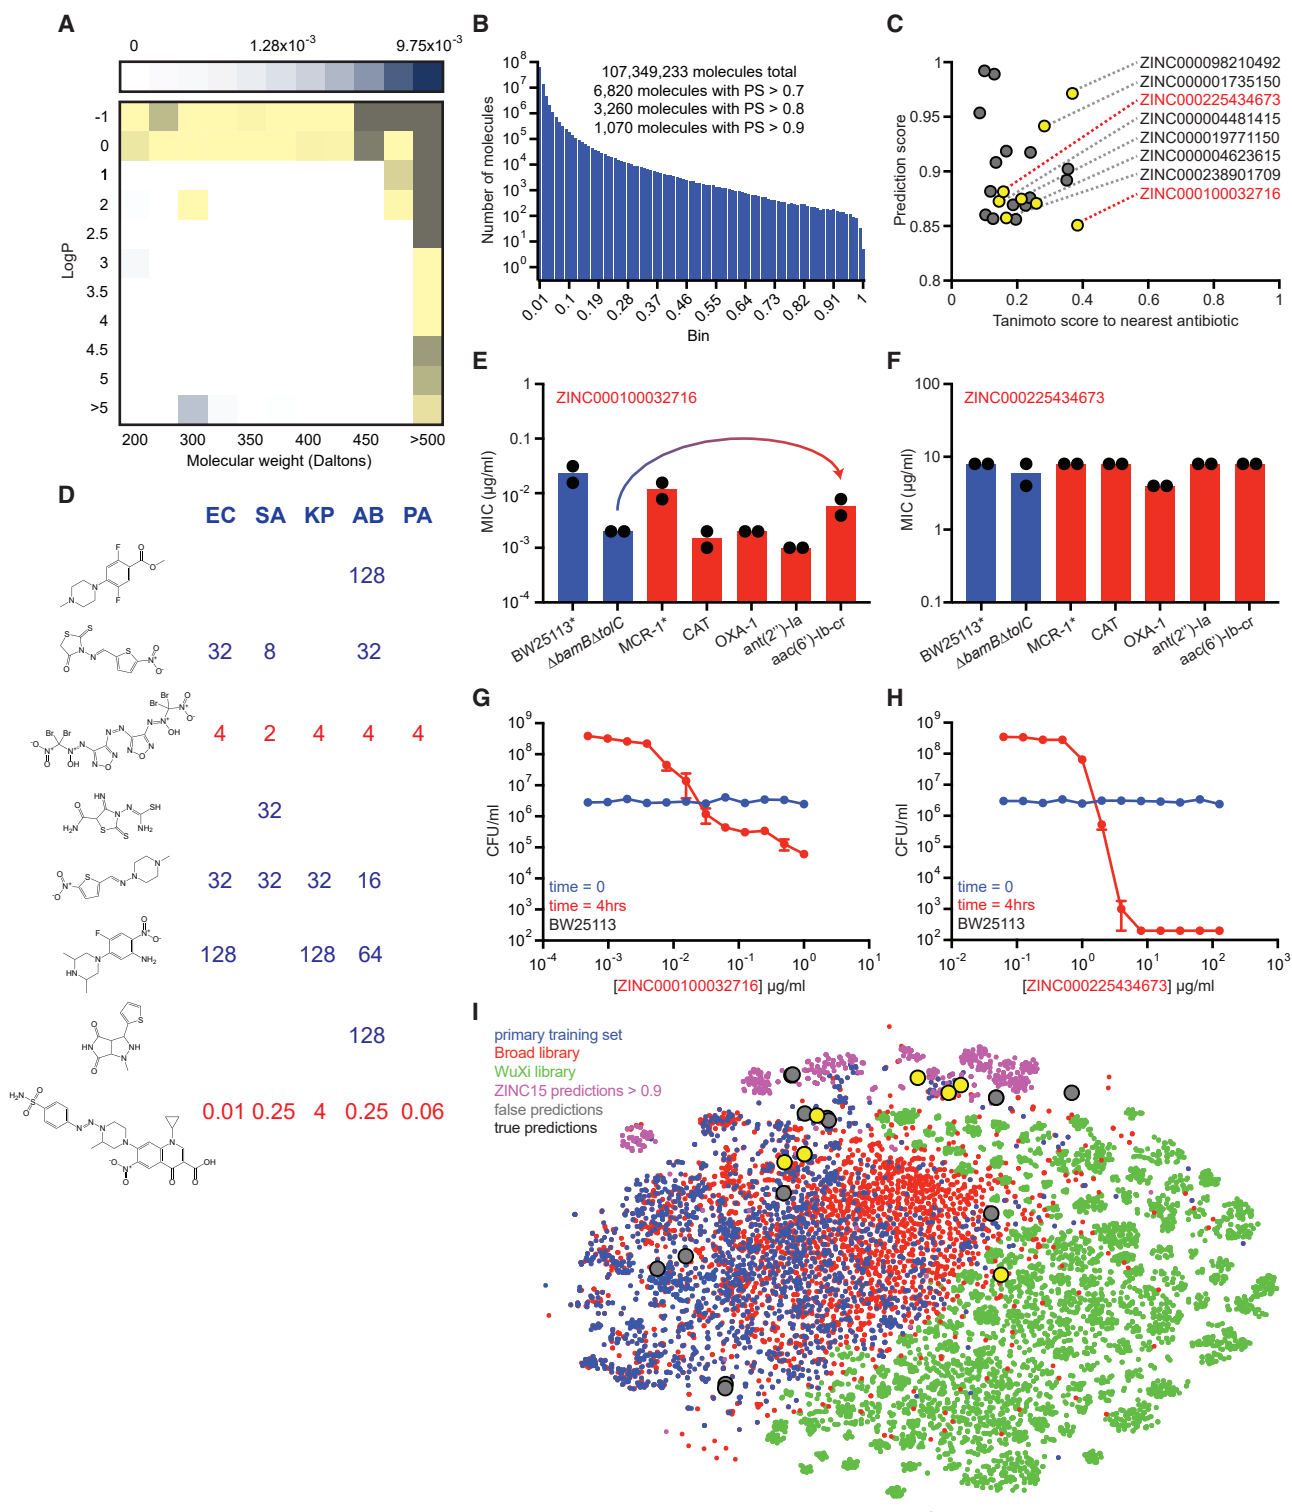 A
0 1.28x10-3 9.75x10-3
-1
0
1
2
2.5
3
3.5
4
4.5
5
>5
LogP
200 300 350 400 450 >500
Molecular weight (Daltons)
B
10^8
10^7
10^6
10^5
10^4
10^3
10^2
10^1
10^0
Number of molecules
107,349,233 molecules total
6,820 molecules with PS > 0.7
3,260 molecules with PS > 0.8
1,070 molecules with PS > 0.9
0.01 0.1 0.19 0.28 0.37 0.46 0.55 0.64 0.73 0.82 0.91 1
Bin
C
1
0.95
0.9
0.85
0.8
Prediction score
ZINC000098210492
ZINC000001735150
ZINC000225434673
ZINC000004481415
ZINC000019771150
ZINC000004623615
ZINC000238901709
ZINC000100032716
0 0.2 0.4 0.6 0.8 1
Tanimoto score to nearest antibiotic
D
EC SA KP AB PA
128
32 8 32
4 2 4 4 4
32
32 32 32 16
128 128 64
128
0.01 0.25 4 0.25 0.06
E
ZINC000100032716
1
0.1
10-2
10-3
10-4
MIC (µg/ml)
BW25113* ΔbamBΔtolC MCR-1* CAT OXA-1 ant(2")-Ia aac(6')-Ib-cr
F
ZINC000225434673
100
10
1
0.1
MIC (µg/ml)
BW25113* ΔbamBΔtolC MCR-1* CAT OXA-1 ant(2")-Ia aac(6')-Ib-cr
G
10^9
10^8
10^7
10^6
10^5
10^4
10^3
10^2
CFU/ml
time = 0
time = 4hrs
BW25113
10-4 10-3 10-2 10-1 10^0 10^1
[ZINC000100032716] µg/ml
H
10^9
10^8
10^7
10^6
10^5
10^4
10^3
10^2
CFU/ml
time = 0
time = 4hrs
BW25113
10-2 10-1 10^0 10^1 10^2 10^3
[ZINC000225434673] µg/ml
I
primary training set
Broad library
WuXi library
ZINC15 predictions > 0.9
false predictions
true predictions